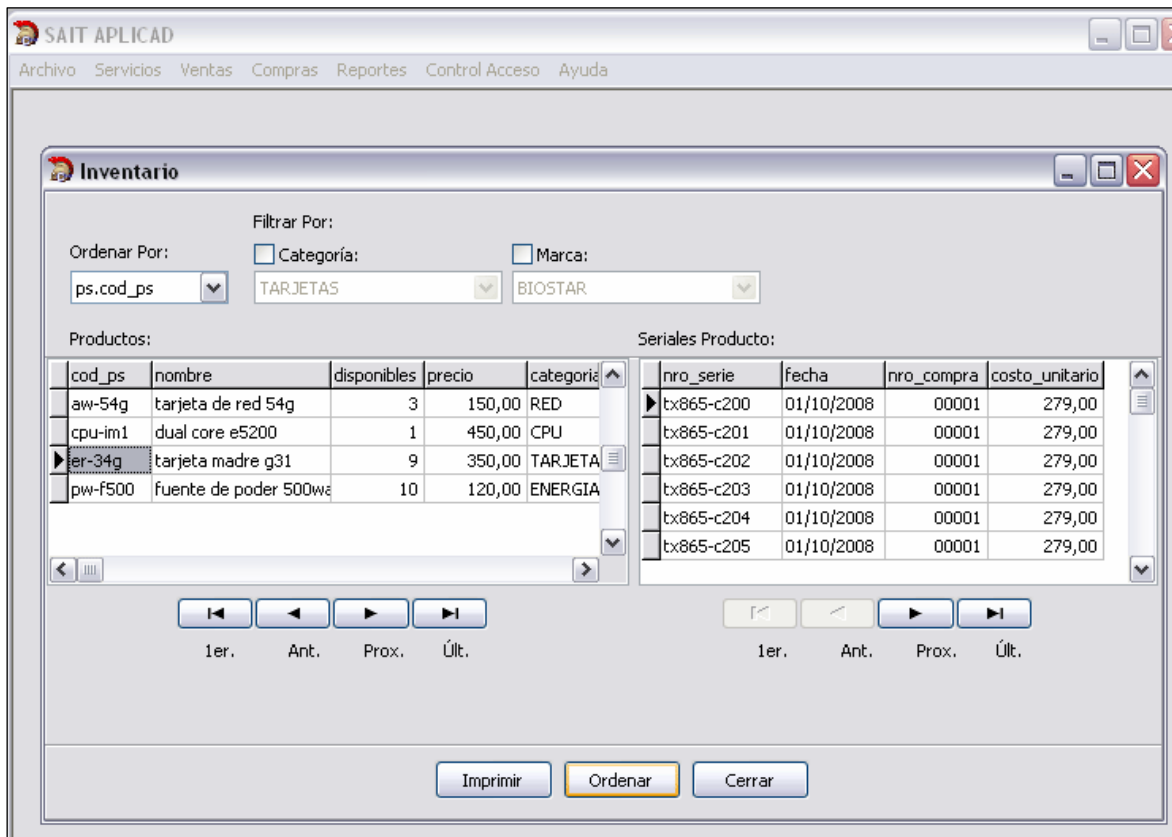 SAIT APLICAD
Archivo Servicios Ventas Compras Reportes Control Acceso Ayuda
Inventario
Filtrar Por:
Ordenar Por: Categoría: Marca:
ps.cod_ps TARJETAS BIOSTAR
Productos: Seriales Producto:
cod_ps nombre disponibles precio categoria nro_serie fecha nro_compra costo_unitario
aw-54g tarjeta de red 54g 3 150,00 RED tx865-c200 01/10/2008 00001 279,00
cpu-im1 dual core e5200 1 450,00 CPU tx865-c201 01/10/2008 00001 279,00
er-34g tarjeta madre g31 9 350,00 TARJETA tx865-c202 01/10/2008 00001 279,00
pw-f500 fuente de poder 500wa 10 120,00 ENERGIA tx865-c203 01/10/2008 00001 279,00
tx865-c204 01/10/2008 00001 279,00
tx865-c205 01/10/2008 00001 279,00
1er. Ant. Prox. Últ. 1er. Ant. Prox. Últ.
Imprimir Ordenar Cerrar